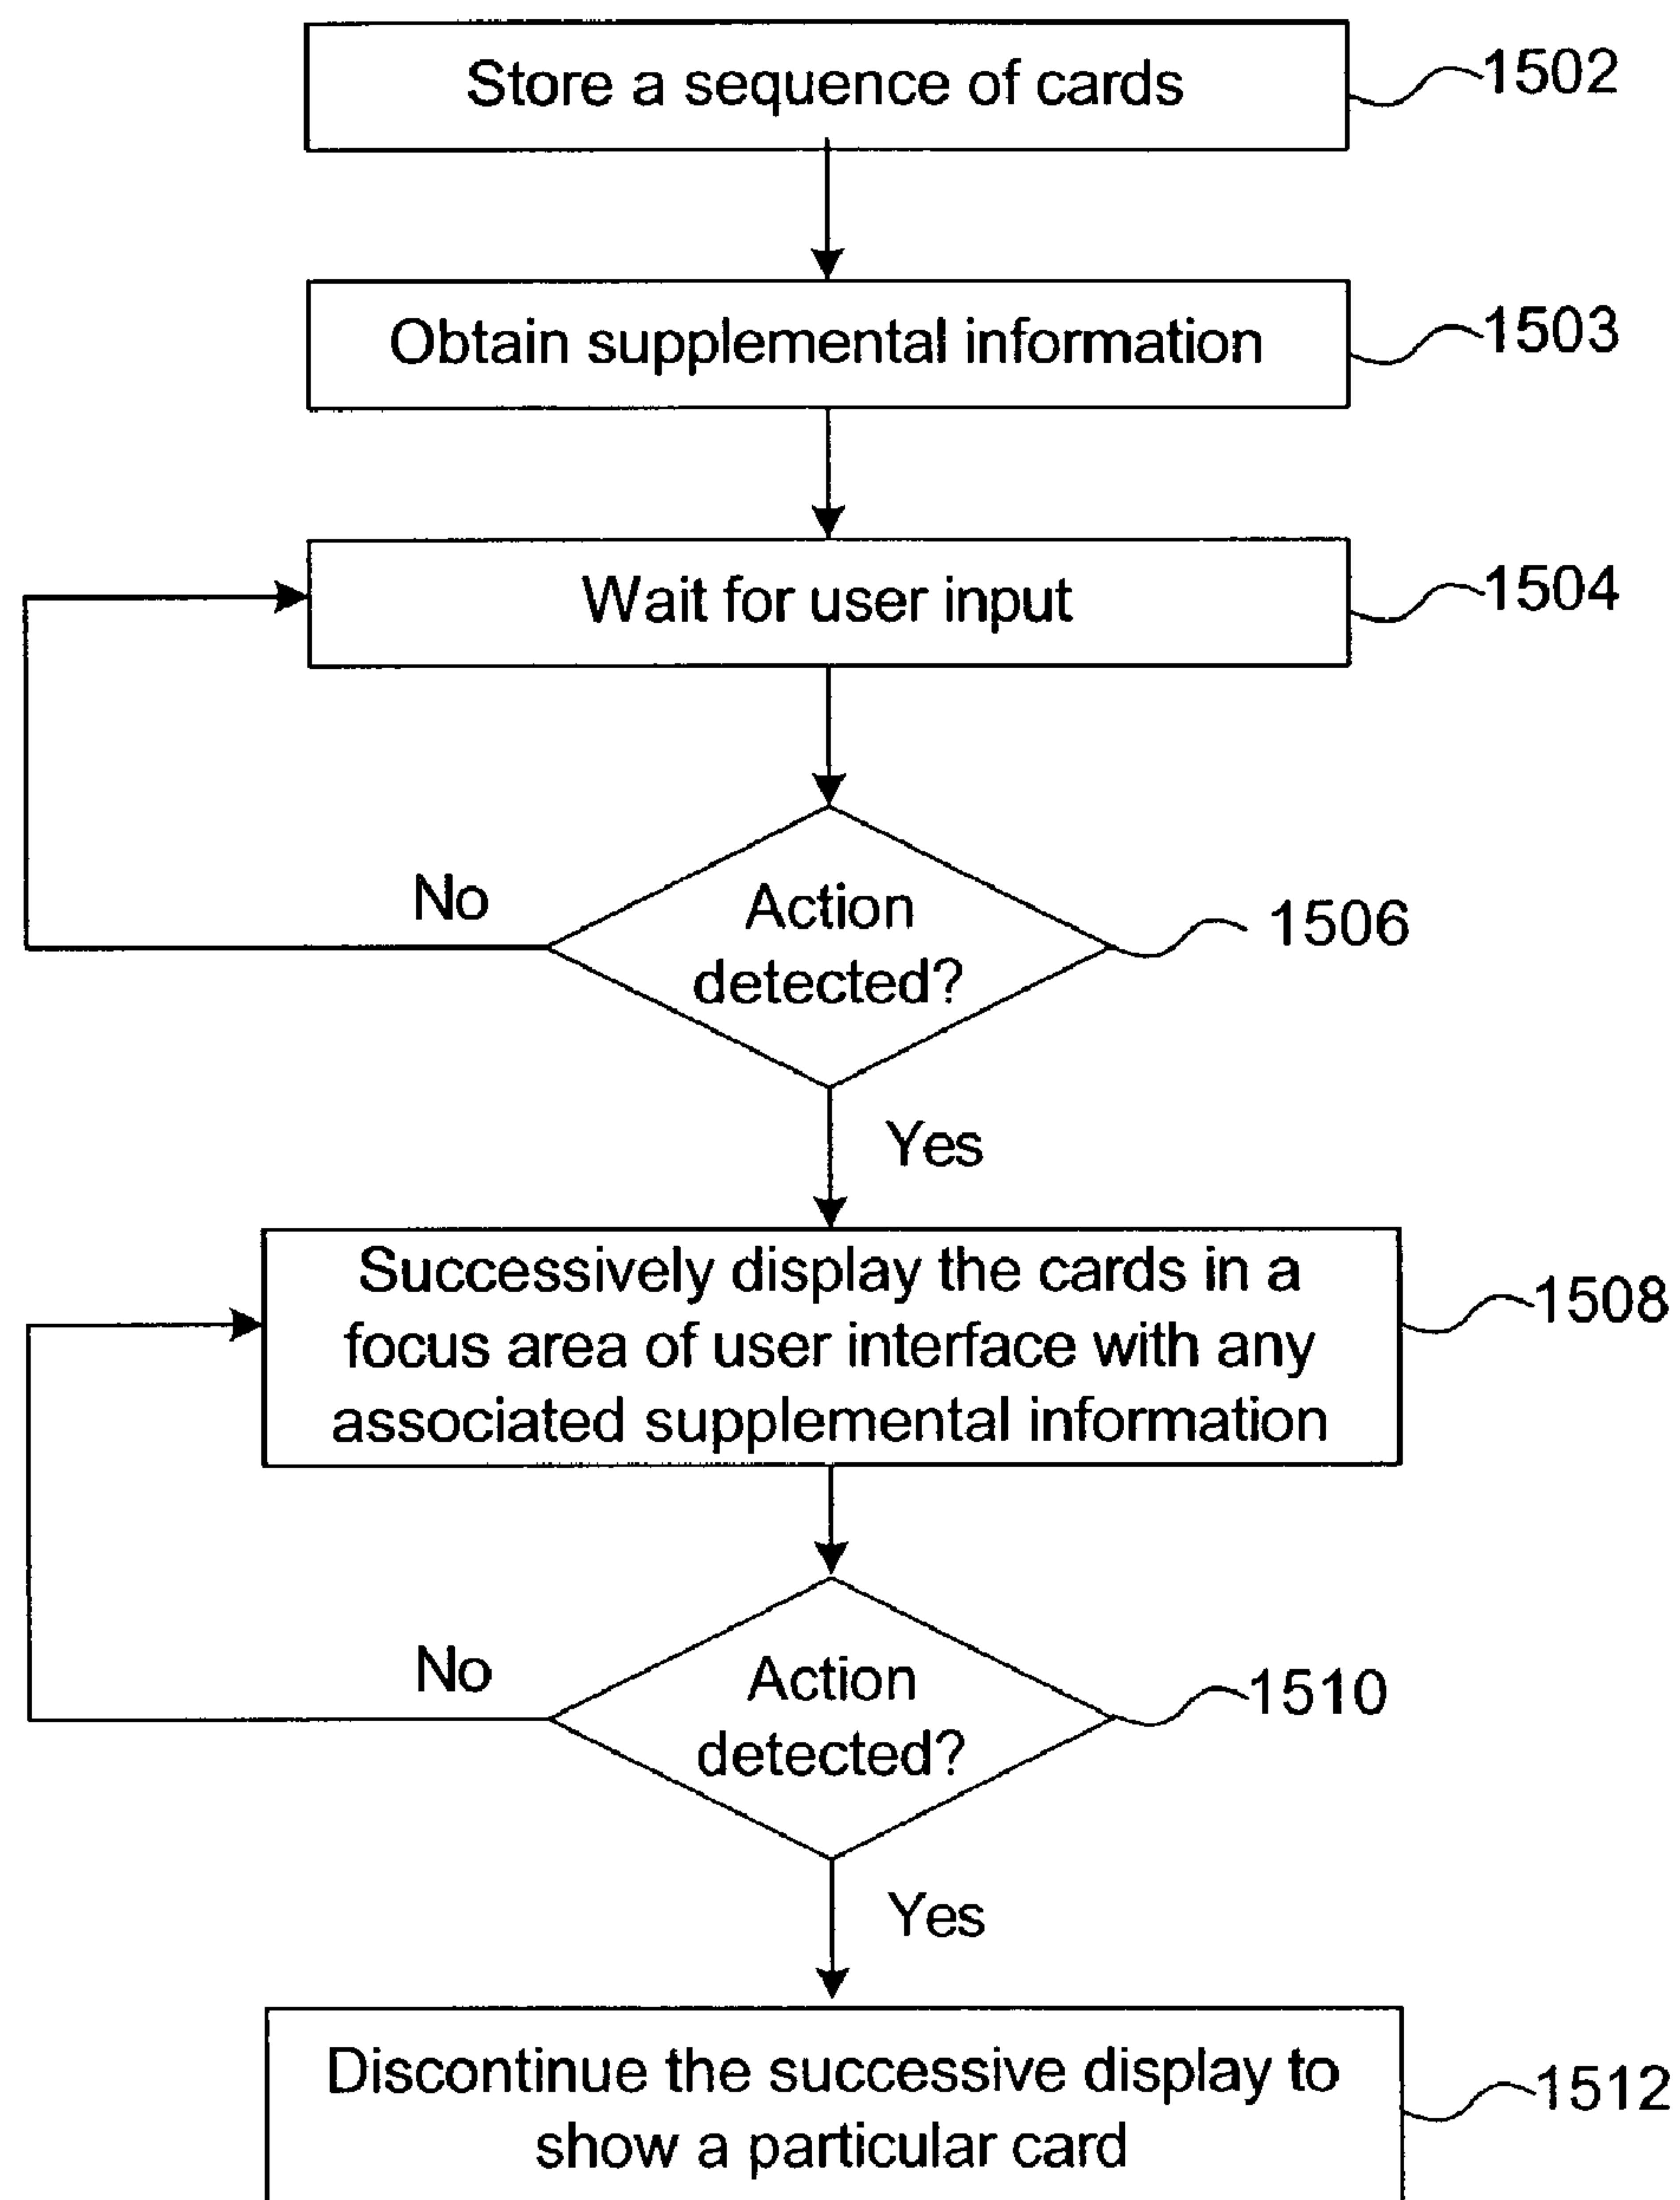 Store a sequence of cards
1502
Obtain supplemental information
1503
Wait for user input
1504
No
Action
detected?
1506
Yes
Successively display the cards in a
focus area of user interface with any
associated supplemental information
1508
No
Action
detected?
1510
Yes
Discontinue the successive display to
show a particular card
1512